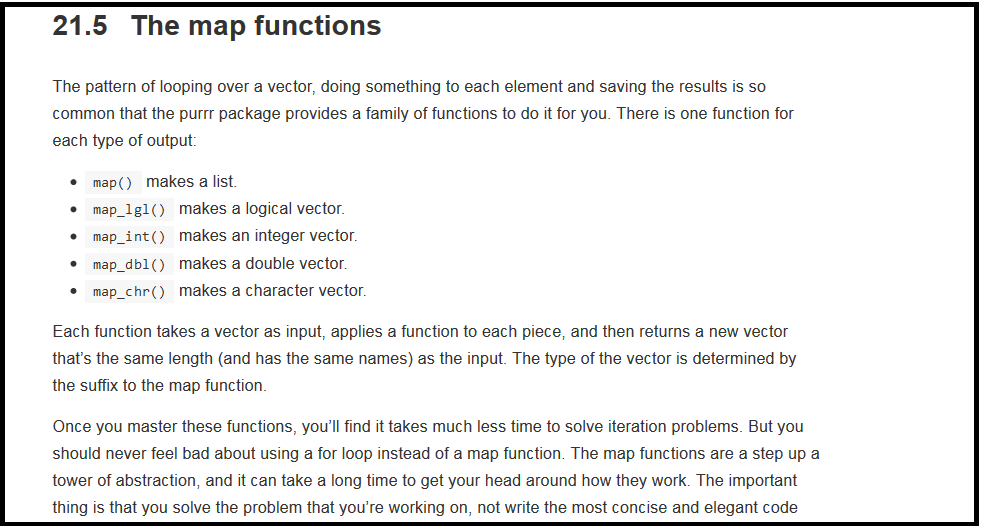 21.5 The map functions
The pattern of looping over a vector, doing something to each element and saving the results is so
common that the purrr package provides a family of functions to do it for you. There is one function for
each type of output:
• map() makes a list.
• map_lgl() makes a logical vector.
• map_int() makes an integer vector.
• map_dbl() makes a double vector.
• map_chr() makes a character vector.
Each function takes a vector as input, applies a function to each piece, and then returns a new vector
that’s the same length (and has the same names) as the input. The type of the vector is determined by
the suffix to the map function.
Once you master these functions, you’ll find it takes much less time to solve iteration problems. But you
should never feel bad about using a for loop instead of a map function. The map functions are a step up a
tower of abstraction, and it can take a long time to get your head around how they work. The important
thing is that you solve the problem that you’re working on, not write the most concise and elegant code